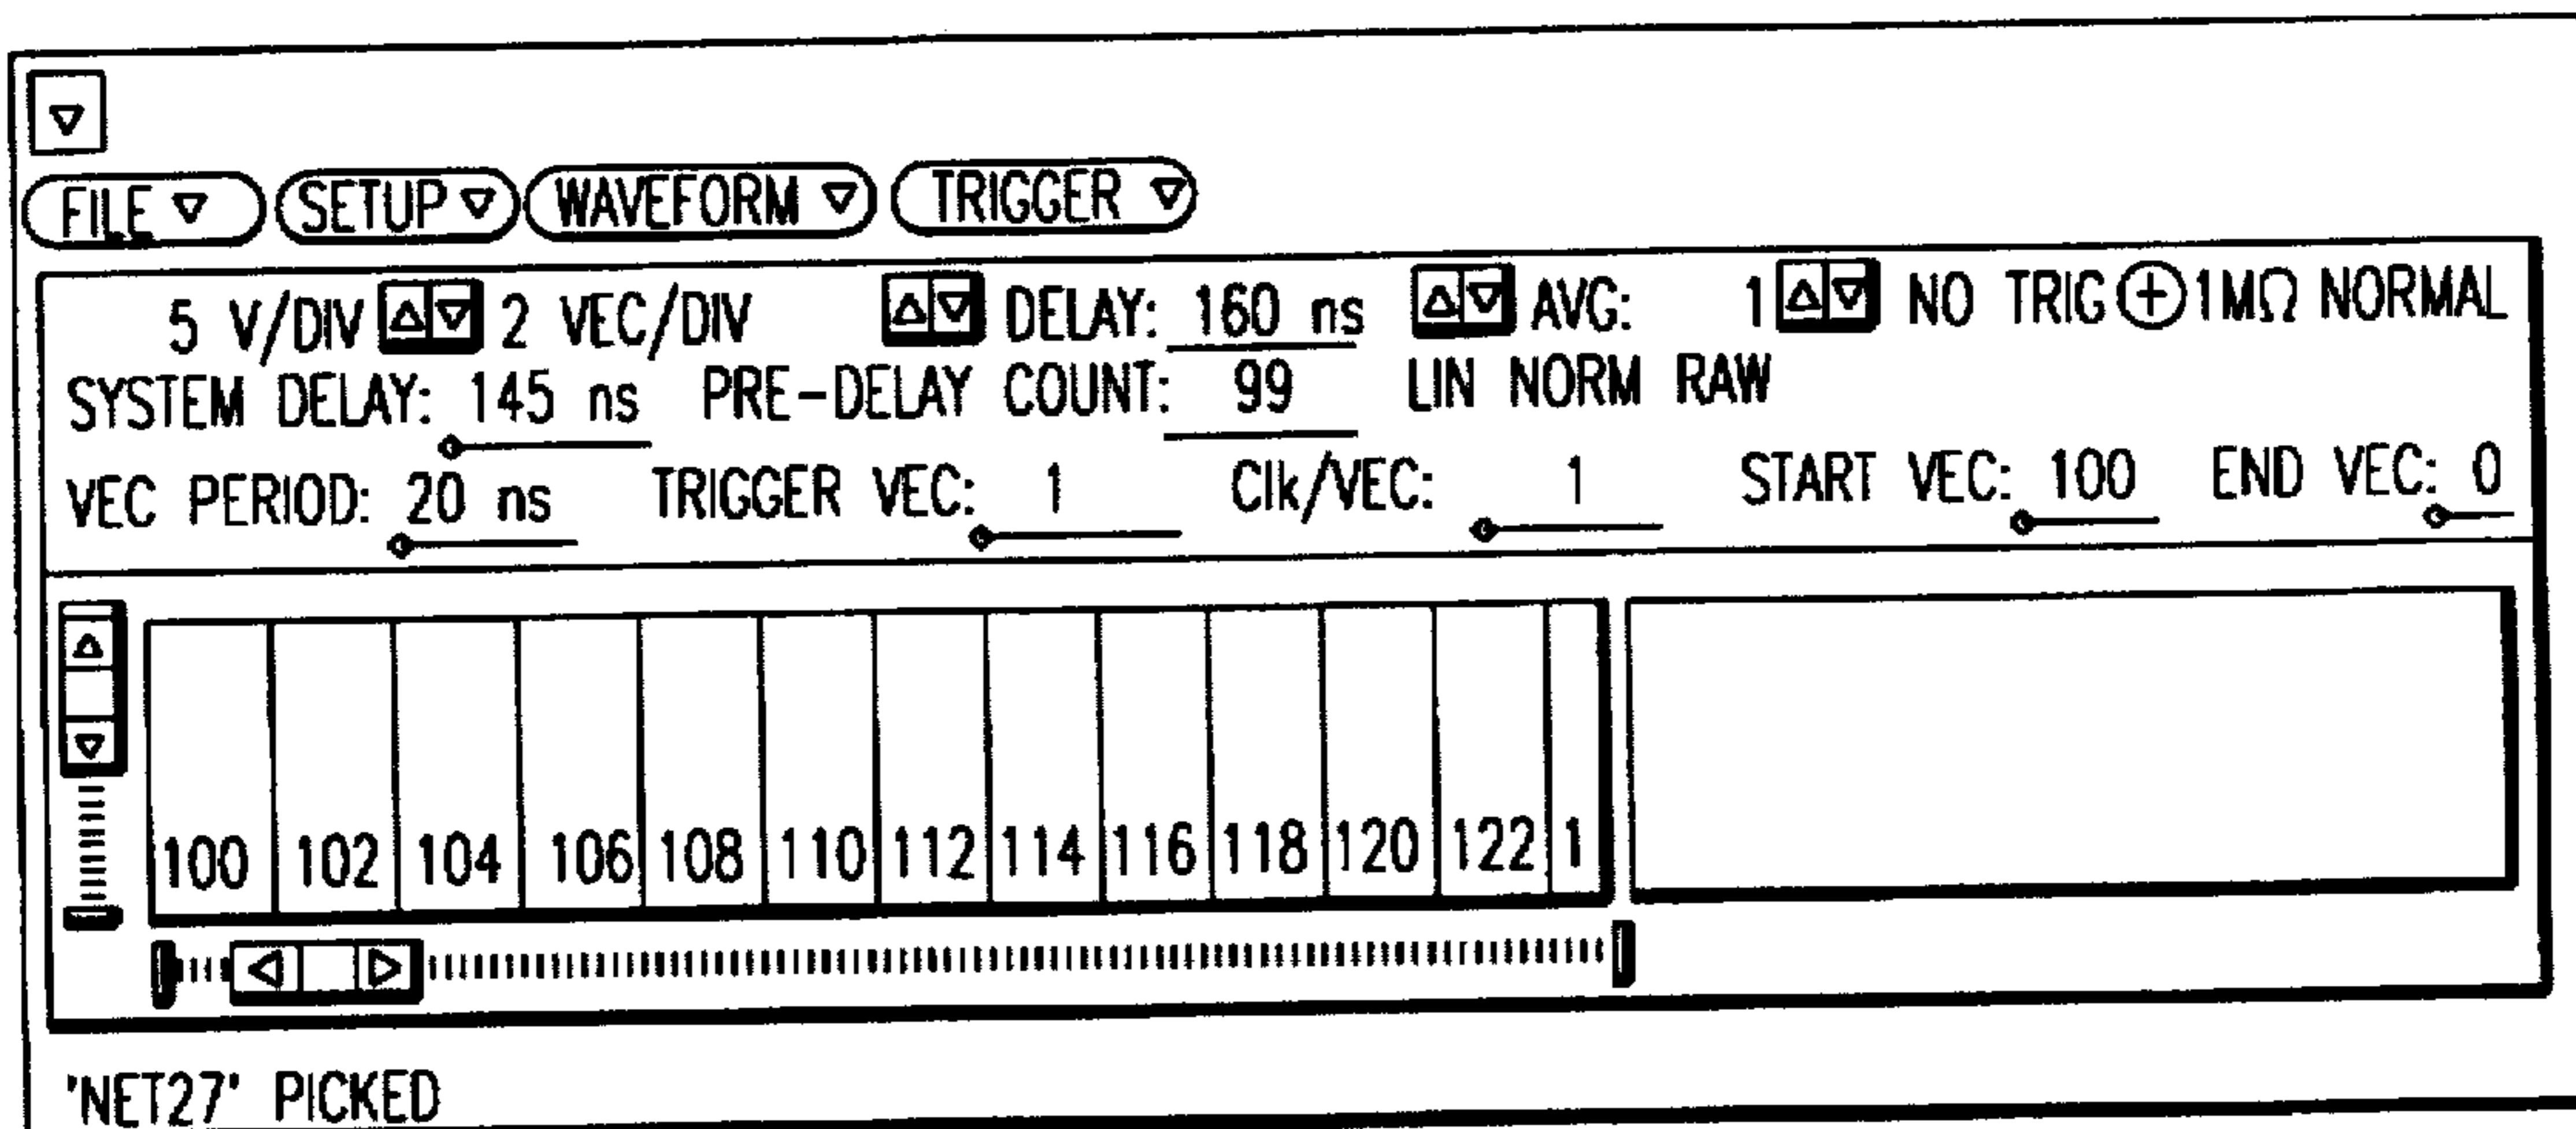 FILE SETUP WAVEFORM TRIGGER
5 V/DIV 2 VEC/DIV DELAY: 160 ns AVG: 1 NO TRIG 1MΩ NORMAL
SYSTEM DELAY: 145 ns PRE-DELAY COUNT: 99 LIN NORM RAW
VEC PERIOD: 20 ns TRIGGER VEC: 1 Clk/VEC: 1 START VEC: 100 END VEC: 0
100 102 104 106 108 110 112 114 116 118 120 122 1
'NET27' PICKED